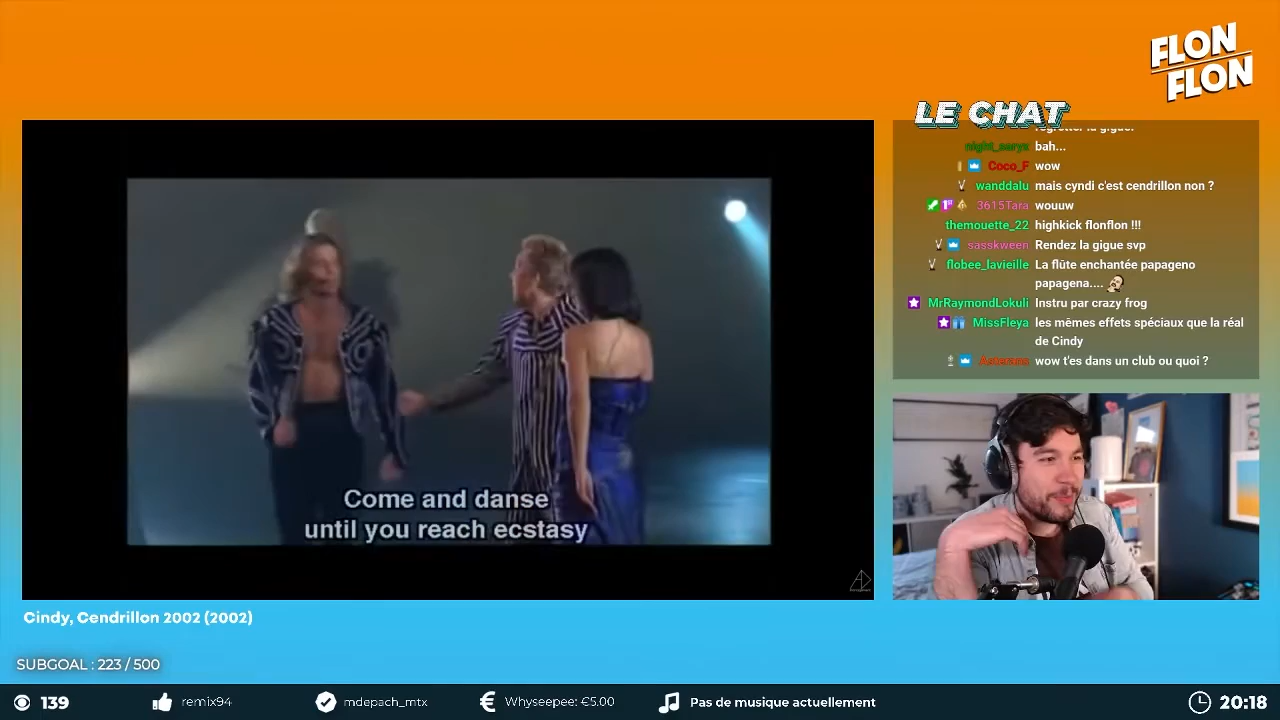 FLON
FLON
LE CHAT
regretter la gigue.
night_saryx bah...
Coco_F wow
wanddalu mais cyndi c'est cendrillon non ?
3615Tara wouuw
themouette_22 highkick flonflon !!!
sasskween Rendez la gigue svp
flobee_lavieille La flûte enchantée papageno
papagena....
MrRaymondLokuli Instru par crazy frog
MissFleya les mêmes effets spéciaux que la réal
de Cindy
wow t'es dans un club ou quoi ?
Come and danse
until you reach ecstasy
Cindy, Cendrillon 2002 (2002)
SUBGOAL : 223 / 500
139
remix94
mdepach_mtx
€ Whyseepee: €5.00
Pas de musique actuellement
20:18